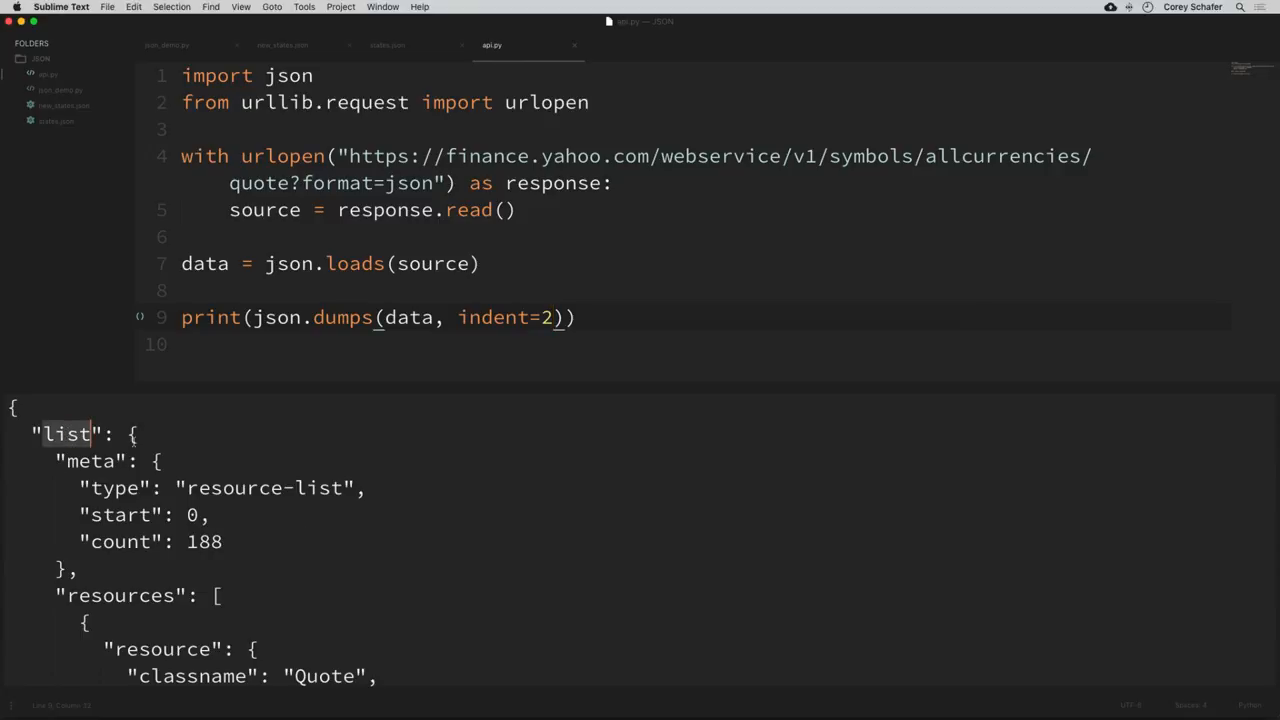 Sublime Text File Edit Selection Find View Goto Tools Project Window Help Corey Schafer
api.py — JSON
FOLDERS
JSON
api.py
json_demo.py
new_states.json
states.json
json_demo.py new_states.json states.json api.py
1 import json
2 from urllib.request import urlopen
3
4 with urlopen("https://finance.yahoo.com/webservice/v1/symbols/allcurrencies/
quote?format=json") as response:
5 source = response.read()
6
7 data = json.loads(source)
8
9 print(json.dumps(data, indent=2))
10
{
"list": {
"meta": {
"type": "resource-list",
"start": 0,
"count": 188
},
"resources": [
{
"resource": {
"classname": "Quote",
Line 9, Column 32 UTF-8 Spaces: 4 Python